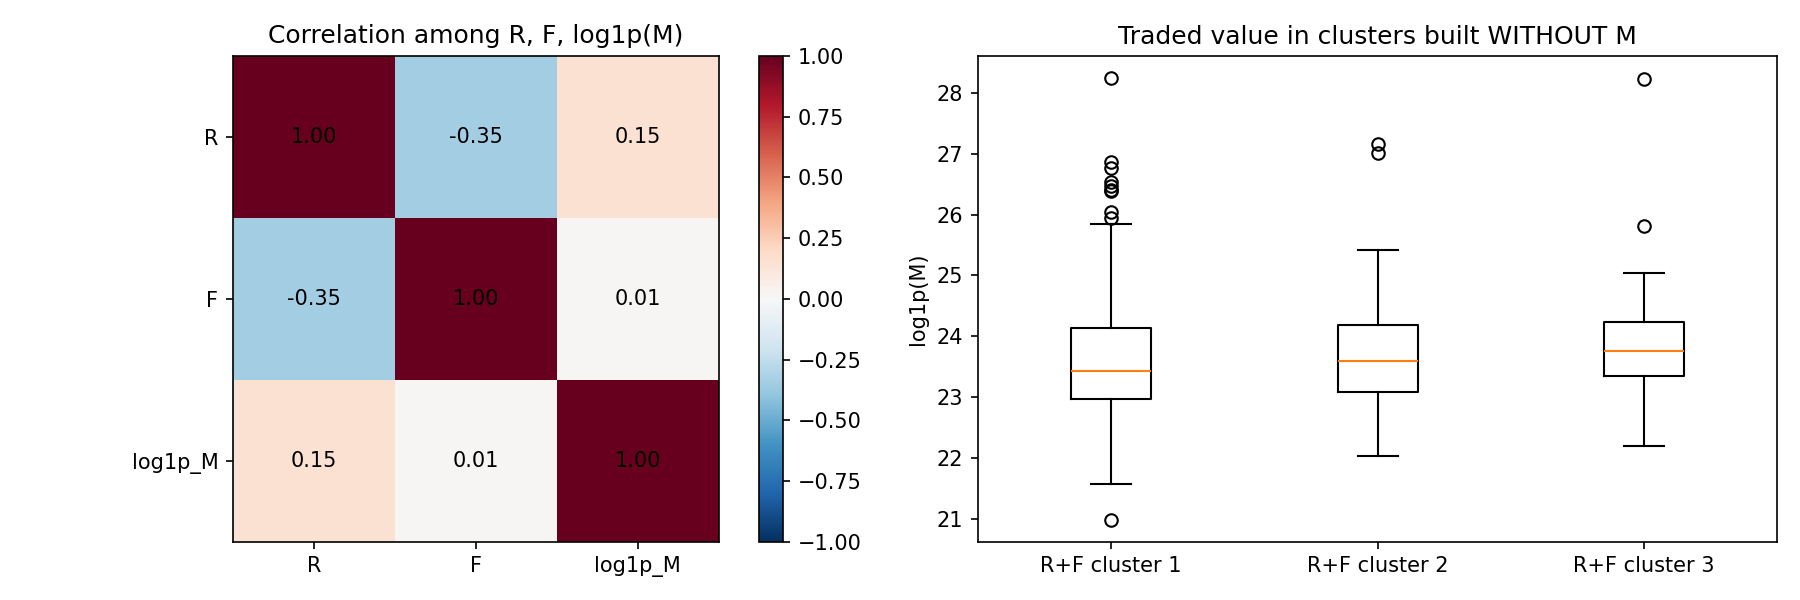 Correlation among R, F, log1p(M)
R
F
log1p_M
1.00 -0.35 0.15
-0.35 1.00 0.01
0.15 0.01 1.00
R F log1p_M
1.00
0.75
0.50
0.25
0.00
−0.25
−0.50
−0.75
−1.00
Traded value in clusters built WITHOUT M
log1p(M)
28
27
26
25
24
23
22
21
R+F cluster 1 R+F cluster 2 R+F cluster 3